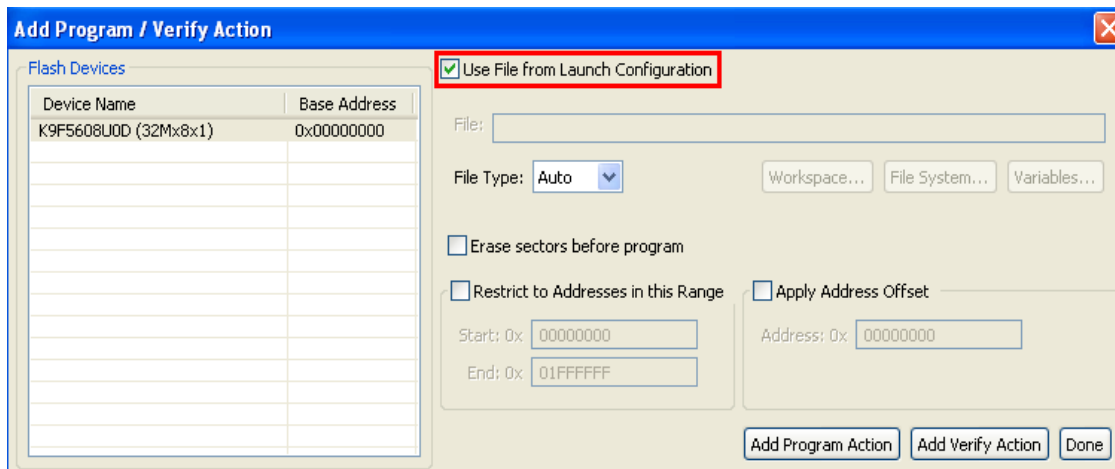 Add Program / Verify Action
Flash Devices
Device Name Base Address
K9F5608U0D (32Mx8x1) 0x00000000
Use File from Launch Configuration
File:
File Type: Auto Workspace... File System... Variables...
Erase sectors before program
Restrict to Addresses in this Range
Start: 0x 00000000
End: 0x 01FFFFFF
Apply Address Offset
Address: 0x 00000000
Add Program Action Add Verify Action Done